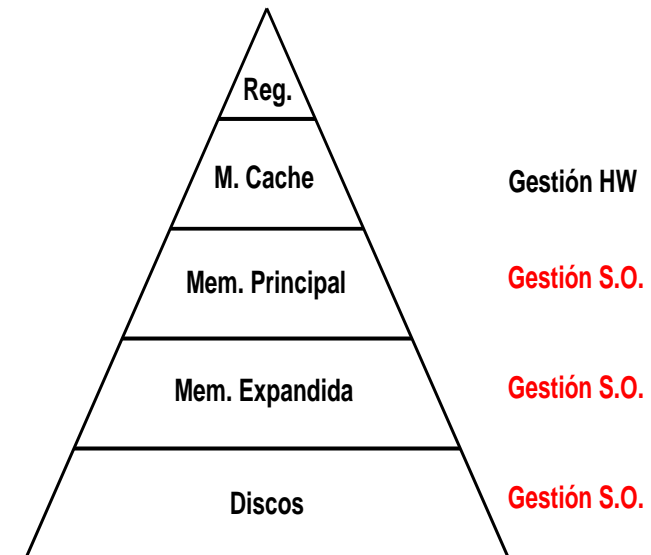 Reg.
M. Cache
Gestión HW
Mem. Principal
Gestión S.O.
Mem. Expandida
Gestión S.O.
Discos
Gestión S.O.